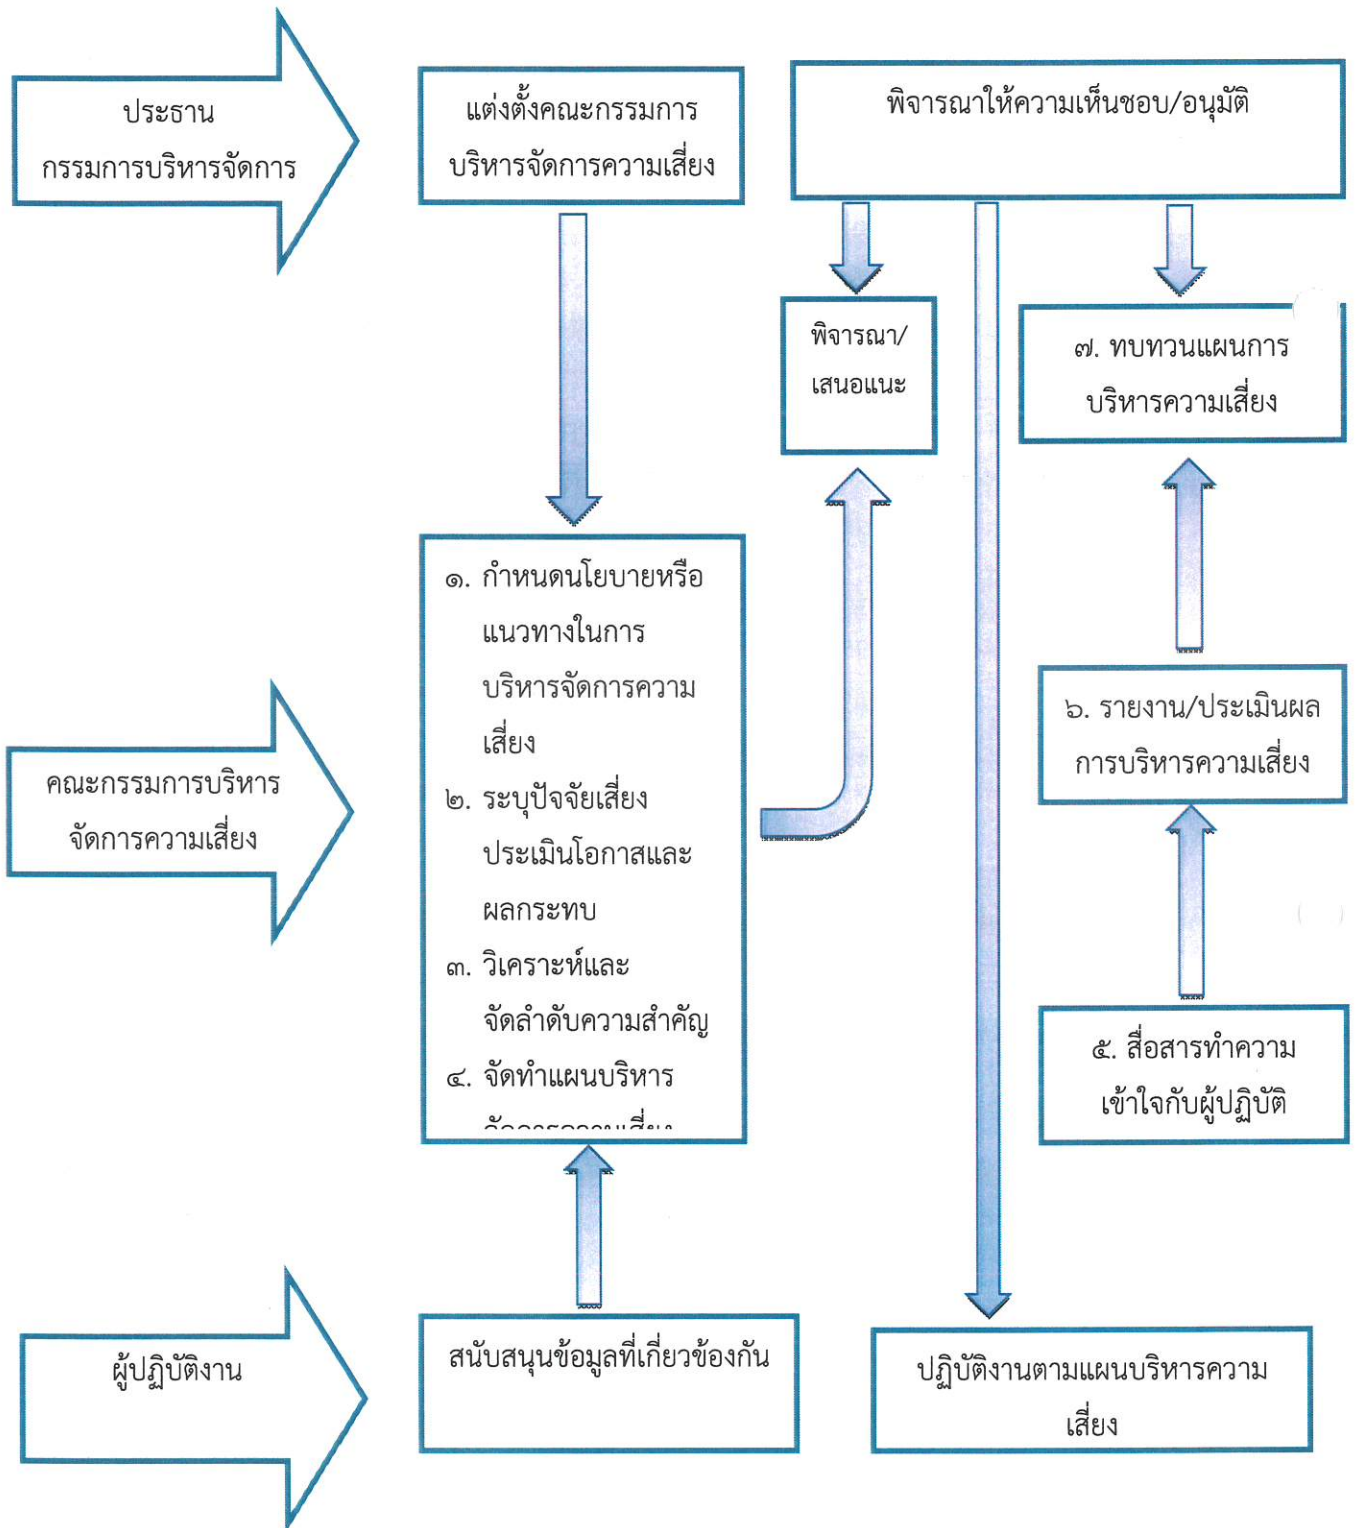 ประธาน
กรรมการบริหารจัดการ
แต่งตั้งคณะกรรมการ
บริหารจัดการความเสี่ยง
พิจารณาให้ความเห็นชอบ/อนุมัติ
พิจารณา/
เสนอแนะ
๗. ทบทวนแผนการ
บริหารความเสี่ยง
คณะกรรมการบริหาร
จัดการความเสี่ยง
๑. กำหนดนโยบายหรือ
แนวทางในการ
บริหารจัดการความ
เสี่ยง
๒. ระบุปัจจัยเสี่ยง
ประเมินโอกาสและ
ผลกระทบ
๓. วิเคราะห์และ
จัดลำดับความสำคัญ
๔. จัดทำแผนบริหาร
๖. รายงาน/ประเมินผล
การบริหารความเสี่ยง
๕. สื่อสารทำความ
เข้าใจกับผู้ปฏิบัติ
ผู้ปฏิบัติงาน
สนับสนุนข้อมูลที่เกี่ยวข้องกัน
ปฏิบัติงานตามแผนบริหารความ
เสี่ยง